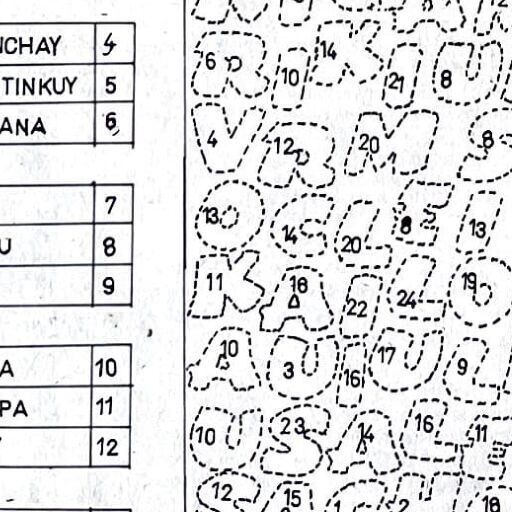 NCHAY 4
TINKUY 5
ANA 6
7
U 8
9
A 10
PA 11
12
R 6 I 10 K 14 I 21 U 8
V 4 R 12 M 20 S 8
O 13 G 14 L 20 E 8 I 13
K 11 A 18 I 22 L 24 O 19
A 10 U 3 I 16 U 17 L 9
U 10 S 23 A 14 L 16 11
12 15 2 18